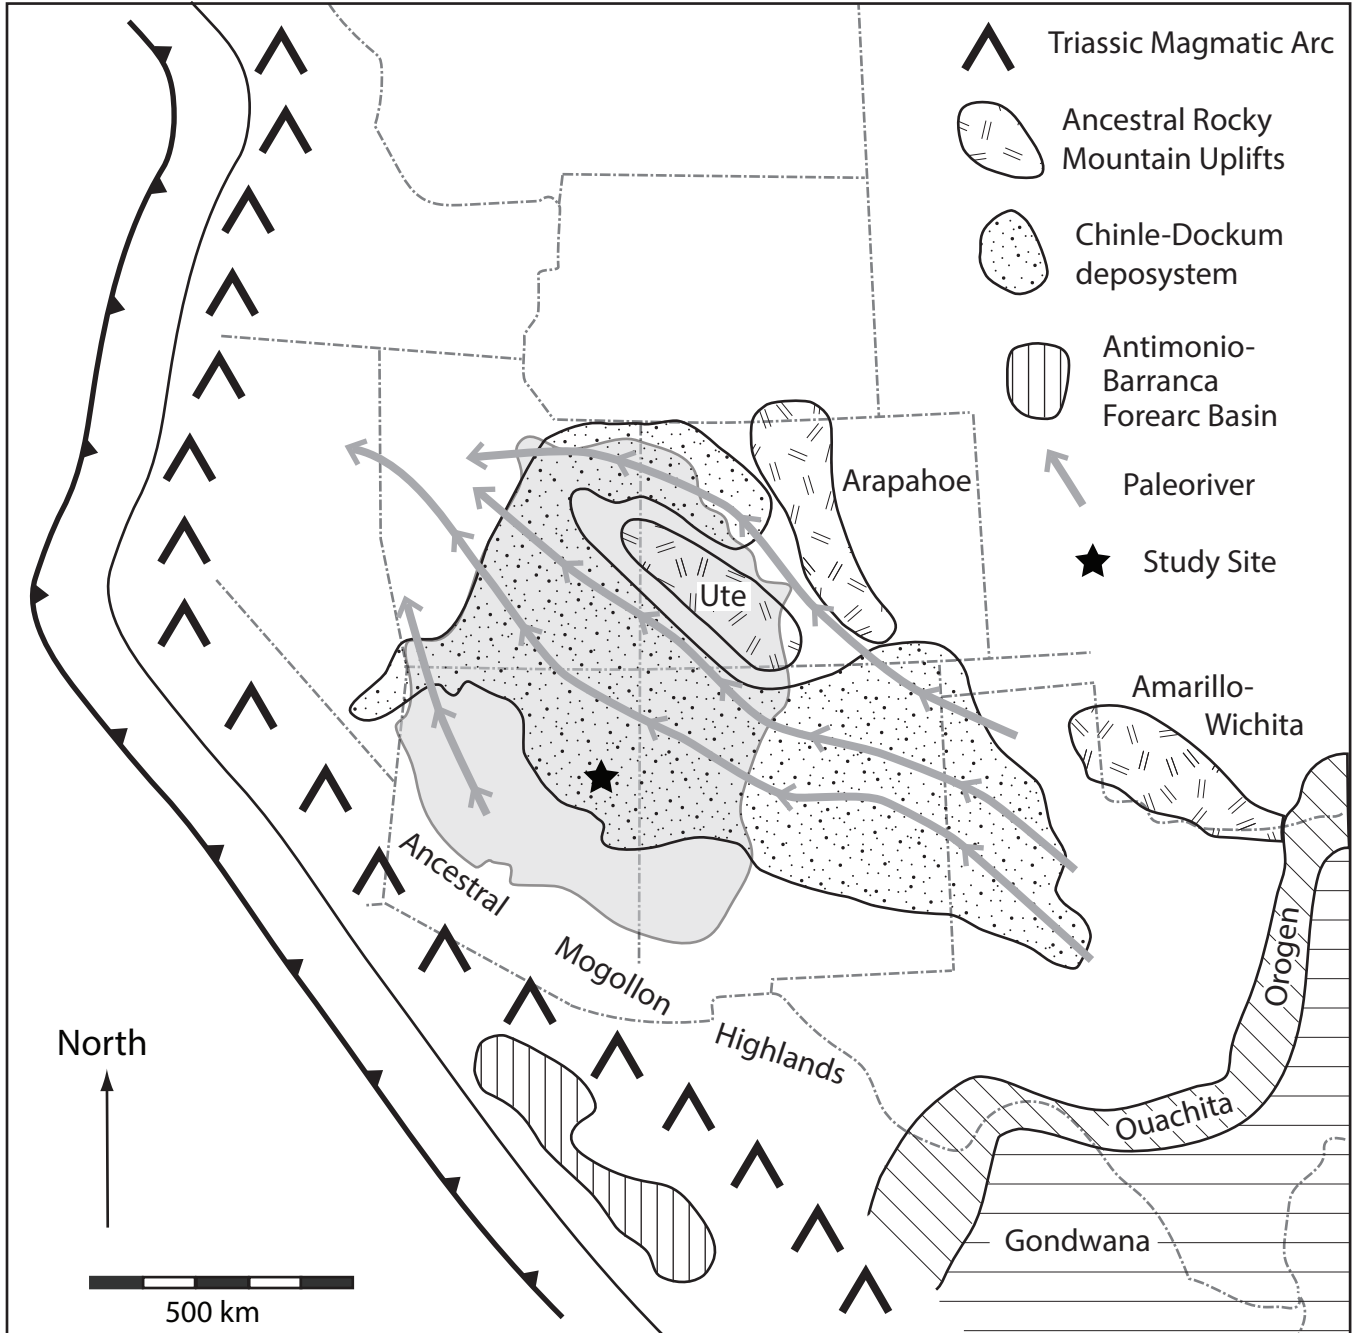 Triassic Magmatic Arc
Ancestral Rocky
Mountain Uplifts
Chinle-Dockum
deposystem
Antimonio-
Barranca
Forearc Basin
Paleoriver
Study Site
Arapahoe
Ute
Amarillo-
Wichita
Ancestral
Mogollon
Highlands
Orogen
Ouachita
Gondwana
North
500 km